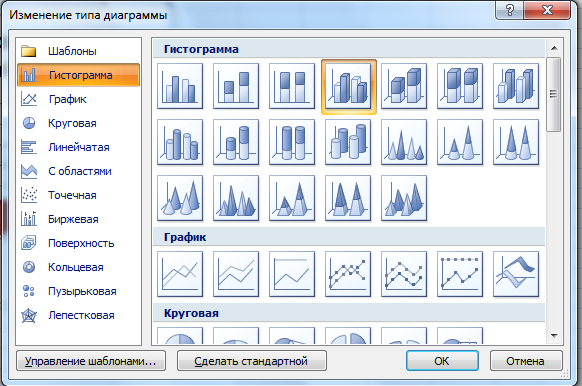 Изменение типа диаграммы
Шаблоны
Гистограмма
График
Круговая
Линейчатая
С областями
Точечная
Биржевая
Поверхность
Кольцевая
Пузырьковая
Лепестковая
Гистограмма
График
Круговая
Управление шаблонами...
Сделать стандартной
ОК
Отмена